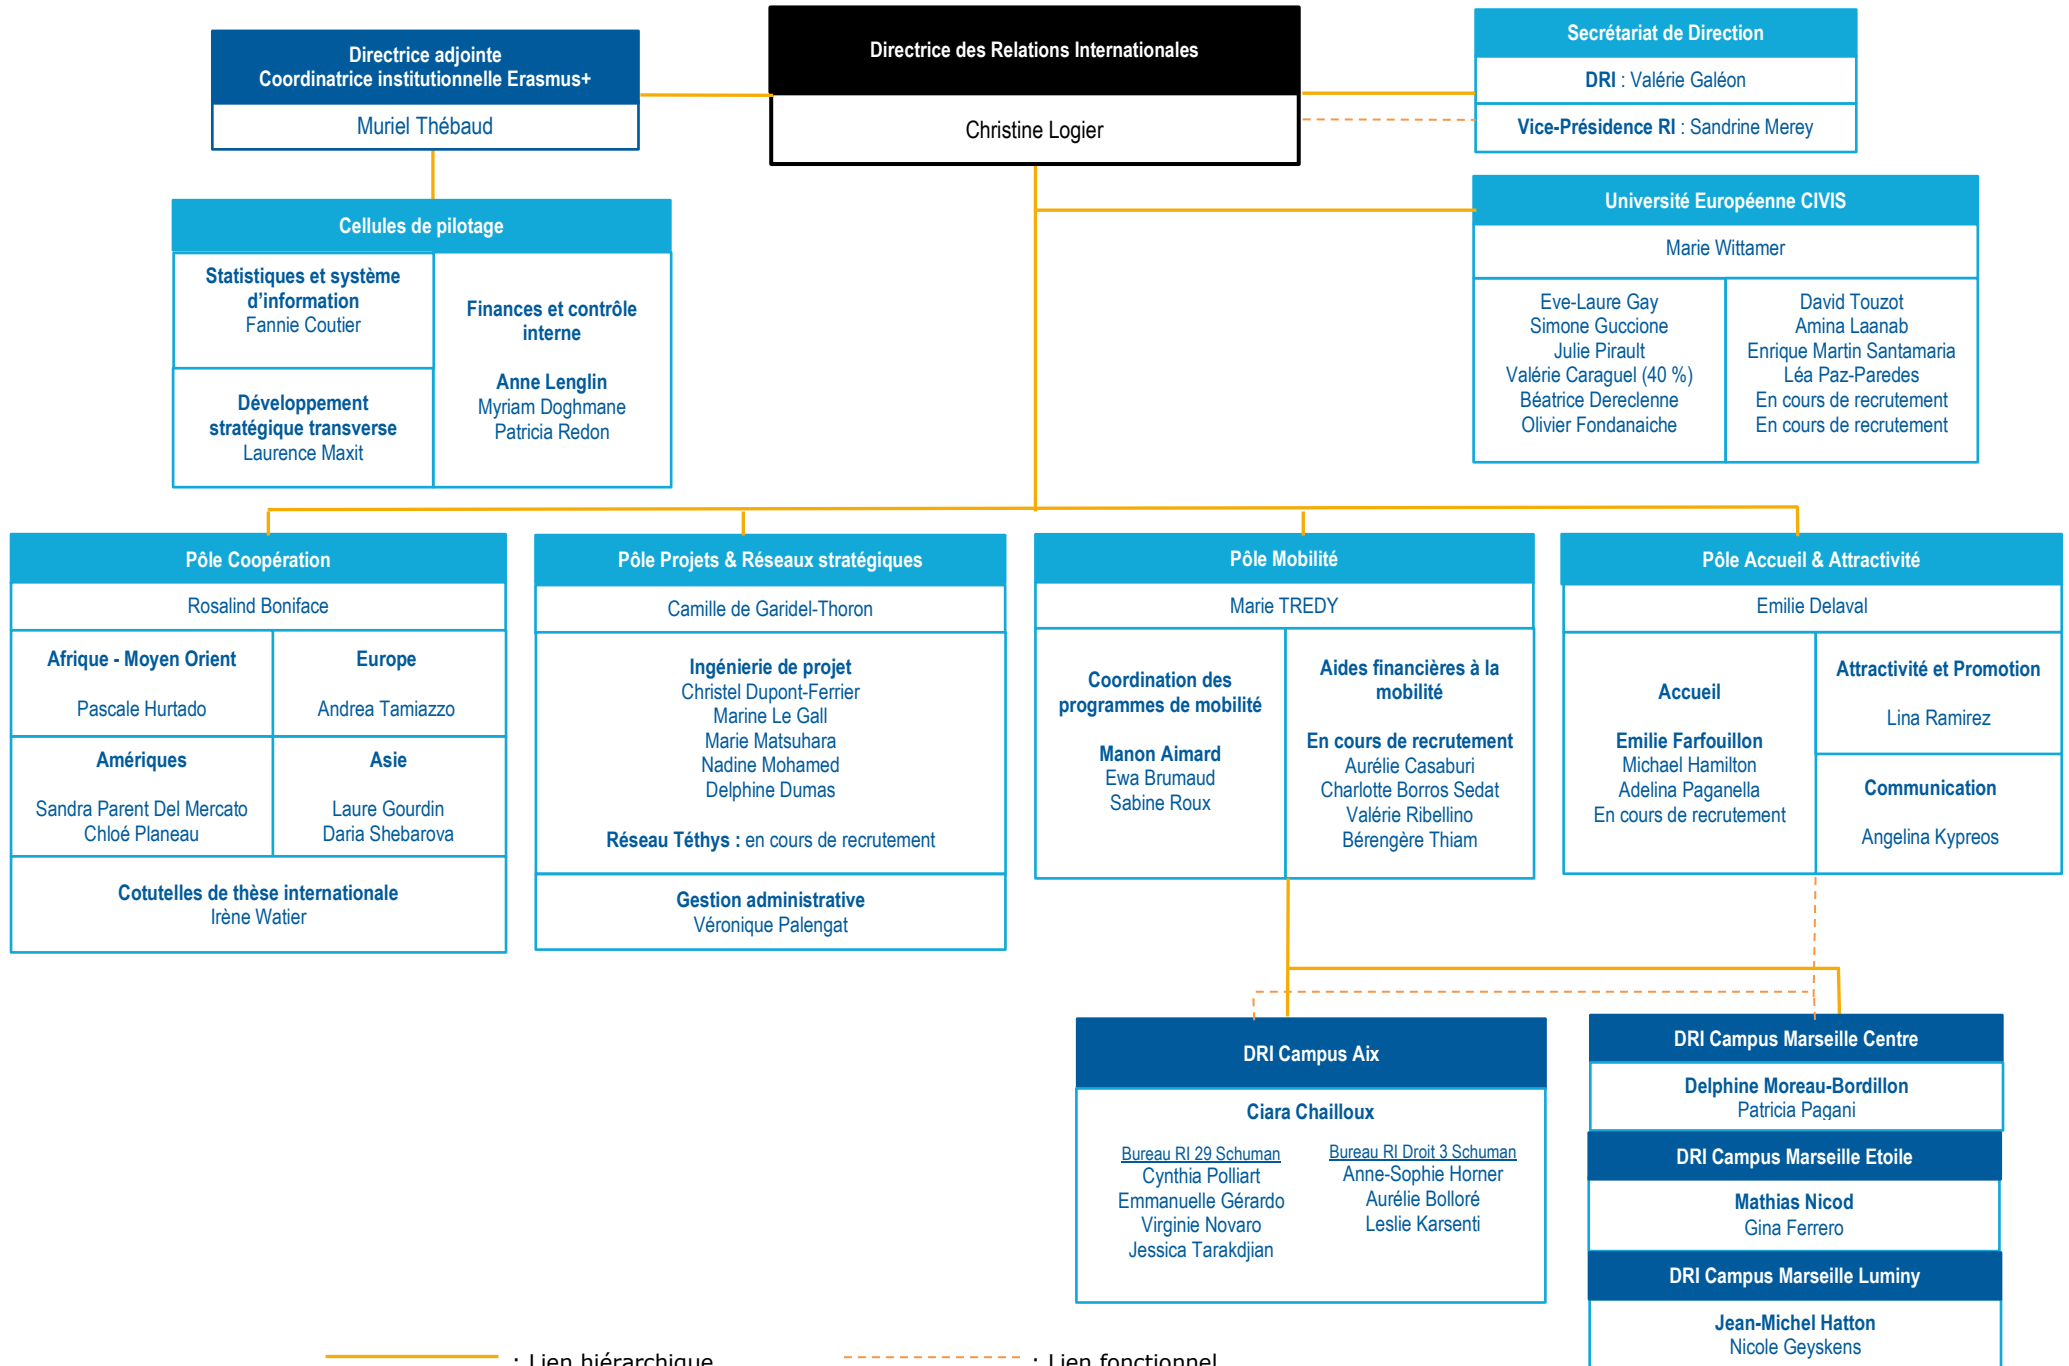 Directrice adjointe
Coordinatrice institutionnelle Erasmus+
Muriel Thébaud
Directrice des Relations Internationales
Christine Logier
Secrétariat de Direction
DRI : Valérie Galéon
Vice-Présidence RI : Sandrine Merey
Université Européenne CIVIS
Marie Wittamer
Eve-Laure Gay
Simone Guccione
Julie Pirault
Valérie Caraguel (40 %)
Béatrice Dereclenne
Olivier Fondanaiche
David Touzot
Amina Laanab
Enrique Martin Santamaria
Léa Paz-Paredes
En cours de recrutement
En cours de recrutement
Cellules de pilotage
Statistiques et système
d'information
Fannie Coutier
Développement
stratégique transverse
Laurence Maxit
Finances et contrôle
interne
Anne Lenglin
Myriam Doghmane
Patricia Redon
Pôle Coopération
Rosalind Boniface
Afrique - Moyen Orient
Pascale Hurtado
Europe
Andrea Tamiazzo
Amériques
Sandra Parent Del Mercato
Chloé Planeau
Asie
Laure Gourdin
Daria Shebarova
Cotutelles de thèse internationale
Irène Watier
Pôle Projets & Réseaux stratégiques
Camille de Garidel-Thoron
Ingénierie de projet
Christel Dupont-Ferrier
Marine Le Gall
Marie Matsuhara
Nadine Mohamed
Delphine Dumas
Réseau Téthys : en cours de recrutement
Gestion administrative
Véronique Palengat
Pôle Mobilité
Marie TREDY
Coordination des
programmes de mobilité
Manon Aimard
Ewa Brumaud
Sabine Roux
Aides financières à la
mobilité
En cours de recrutement
Aurélie Casaburi
Charlotte Borros Sedat
Valérie Ribellino
Bérengère Thiam
Pôle Accueil & Attractivité
Emilie Delaval
Accueil
Emilie Farfouillon
Michael Hamilton
Adelina Paganella
En cours de recrutement
Attractivité et Promotion
Lina Ramirez
Communication
Angelina Kypreos
DRI Campus Aix
Ciara Chailloux
Bureau RI 29 Schuman
Cynthia Polliart
Emmanuelle Gérardo
Virginie Novaro
Jessica Tarakdjian
Bureau RI Droit 3 Schuman
Anne-Sophie Horner
Aurélie Bolloré
Leslie Karsenti
DRI Campus Marseille Centre
Delphine Moreau-Bordillon
Patricia Pagani
DRI Campus Marseille Etoile
Mathias Nicod
Gina Ferrero
DRI Campus Marseille Luminy
Jean-Michel Hatton
Nicole Geyskens
: Lien hiérarchique
: Lien fonctionnel